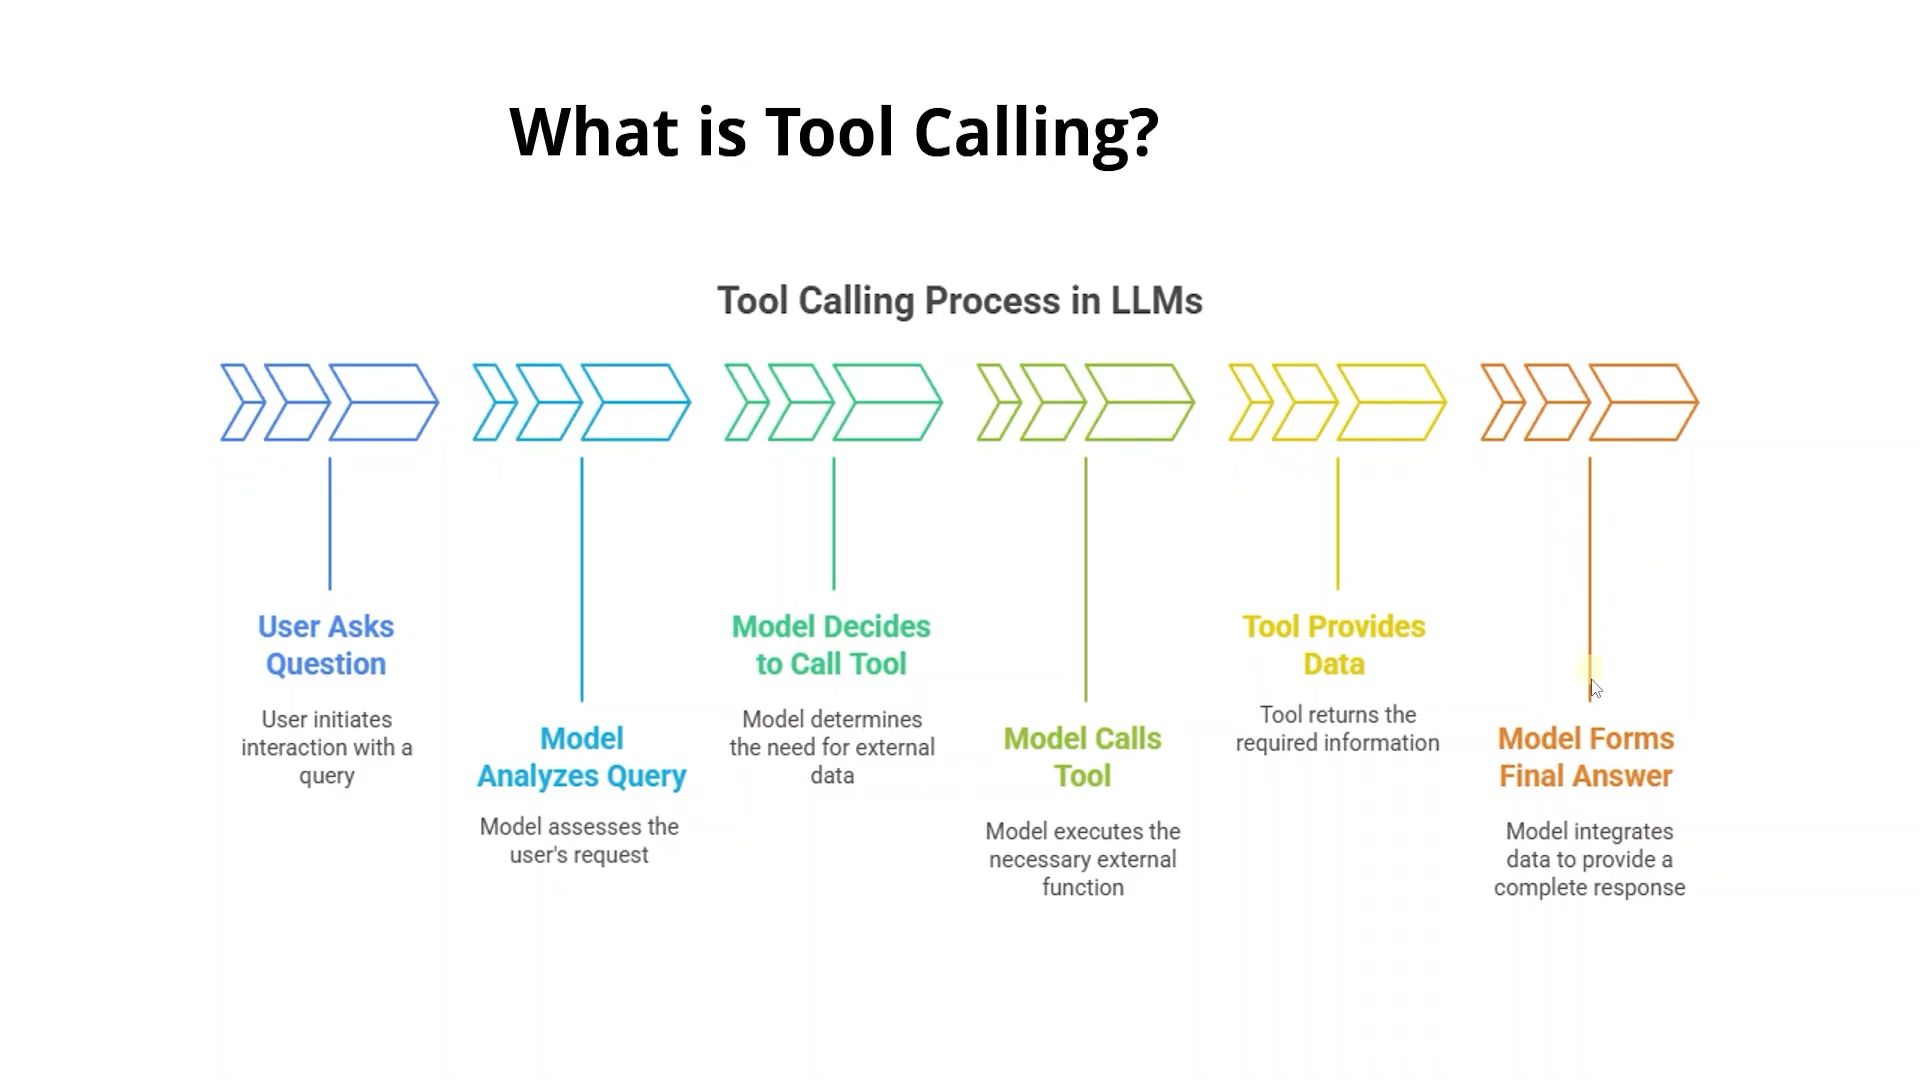 What is Tool Calling?
Tool Calling Process in LLMs
User Asks
Question
User initiates
interaction with a
query
Model
Analyzes Query
Model assesses the
user's request
Model Decides
to Call Tool
Model determines
the need for external
data
Model Calls
Tool
Model executes the
necessary external
function
Tool Provides
Data
Tool returns the
required information
Model Forms
Final Answer
Model integrates
data to provide a
complete response